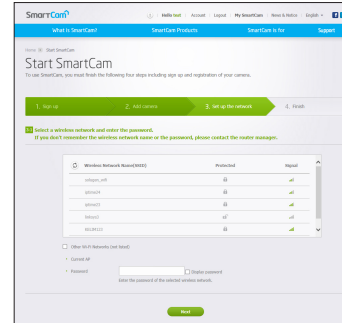 SmartCam
Hello test Account Logout My SmartCam News & Notice English
What is SmartCam? SmartCam Products SmartCam is for Support
Home Start SmartCam
Start SmartCam
To use SmartCam, you must finish the following four steps including sign up and registration of your camera.
1. Sign up 2. Add camera 3. Set up the network 4. Finish
Select a wireless network and enter the password.
If you don't remember the wireless network name or the password, please contact the router manager.
Wireless Network Name(SSID) Protected Signal
Other Wi-Fi Networks (not listed)
Current AP
Password Display password
Enter the password of the selected wireless network.
Next